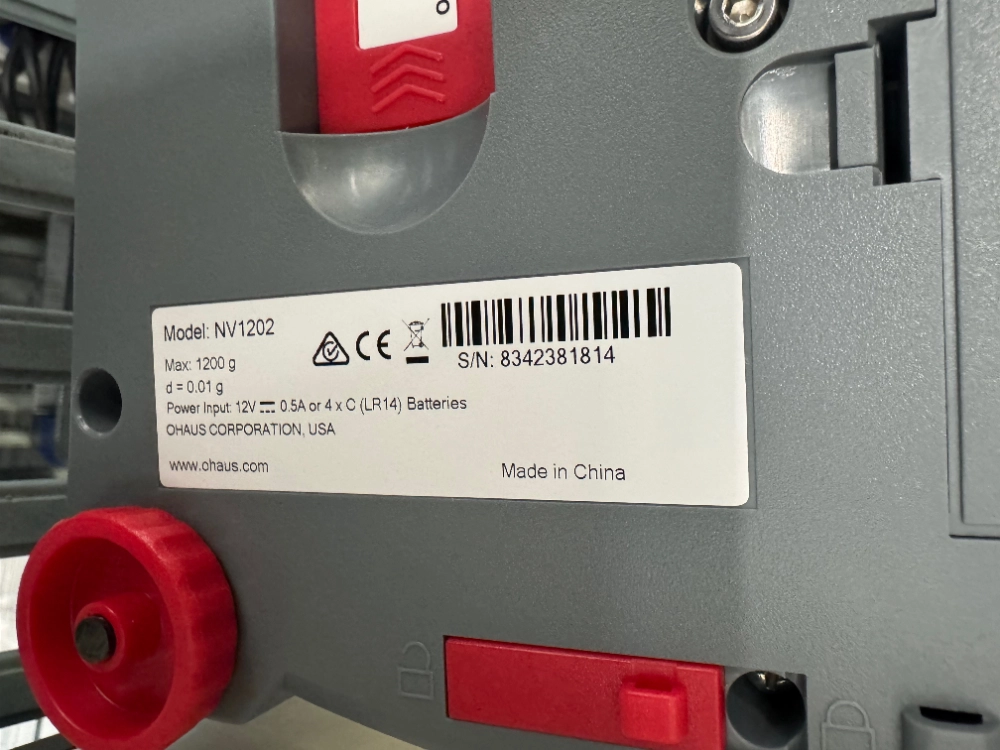 Model: NV1202
Max: 1200 g
d = 0.01 g
Power Input: 12V ⎓ 0.5A or 4 x C (LR14) Batteries
OHAUS CORPORATION, USA
www.ohaus.com
CE
S/N: 8342381814
Made in China